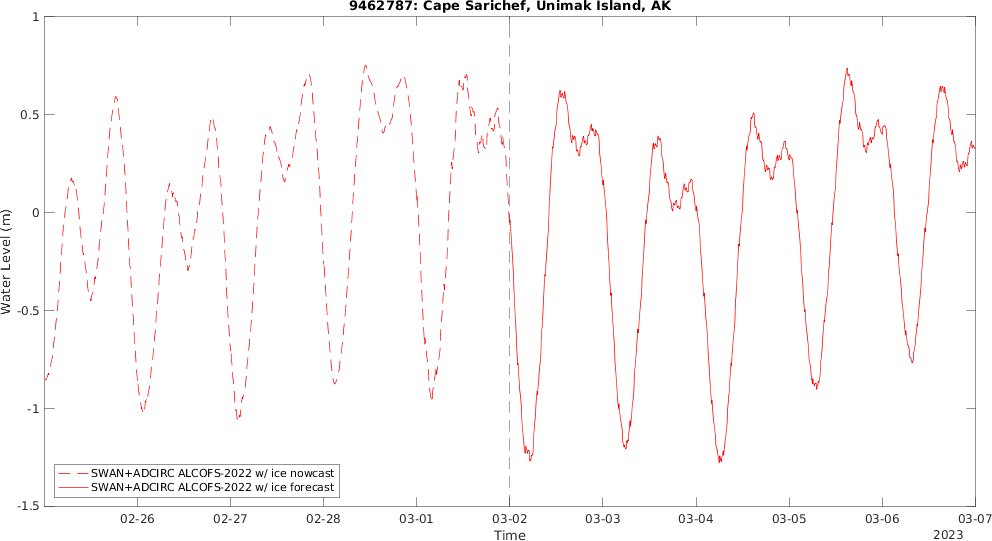 9462787: Cape Sarichef, Unimak Island, AK
1
0.5
0
-0.5
-1
-1.5
Water Level (m)
SWAN+ADCIRC ALCOFS-2022 w/ ice nowcast
SWAN+ADCIRC ALCOFS-2022 w/ ice forecast
02-26 02-27 02-28 03-01 03-02 03-03 03-04 03-05 03-06 03-07
Time
2023